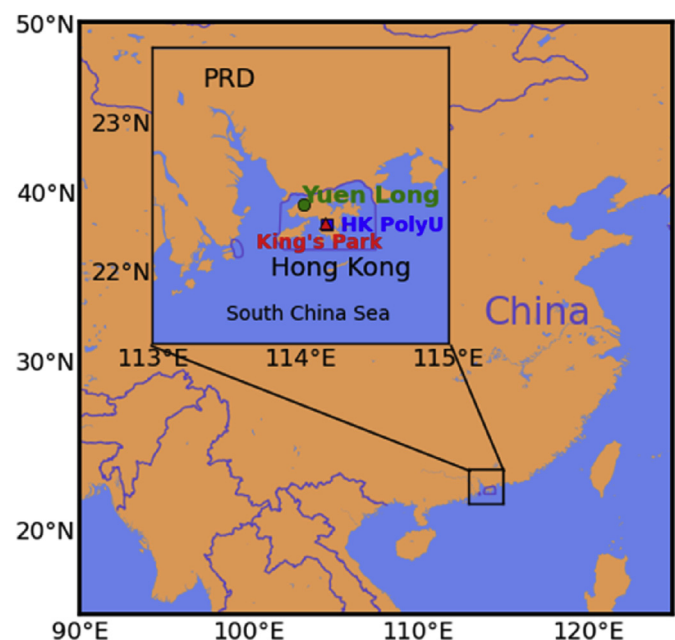 50°N
PRD
23°N
40°N
Yuen Long
HK PolyU
King's Park
22°N
Hong Kong
South China Sea
China
113°E 114°E 115°E
30°N
20°N
90°E 100°E 110°E 120°E